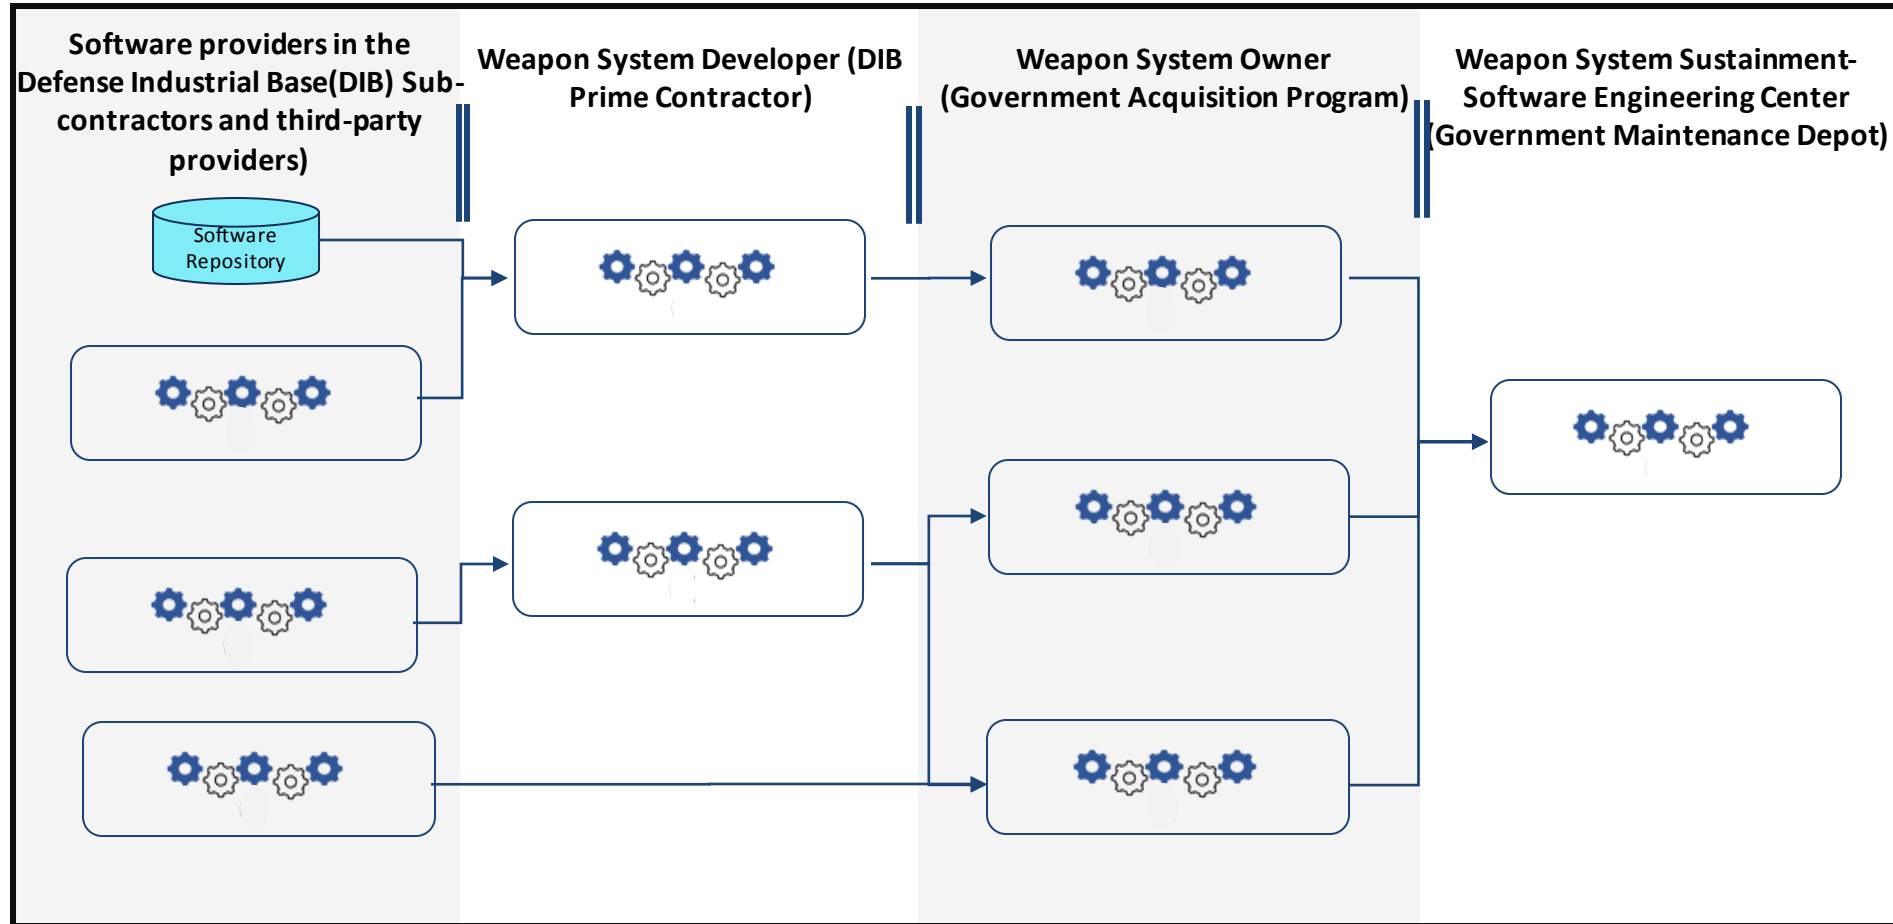 Software providers in the
Defense Industrial Base(DIB) Sub-
contractors and third-party
providers)
Weapon System Developer (DIB
Prime Contractor)
Weapon System Owner
(Government Acquisition Program)
Weapon System Sustainment-
Software Engineering Center
(Government Maintenance Depot)
Software
Repository